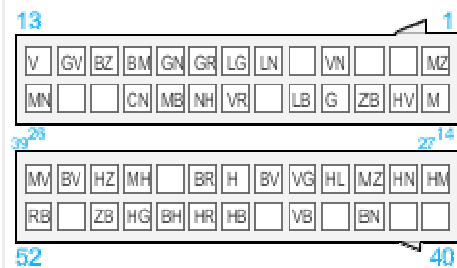 13 1
V GV BZ BM GN GR LG LN VN MZ
MN CN MB NH VR LB G ZB HV M
39 26 27 14
MV BV HZ MH BR H BV VG HL MZ HN HM
RB ZB HG BH HR HB VB BN
52 40